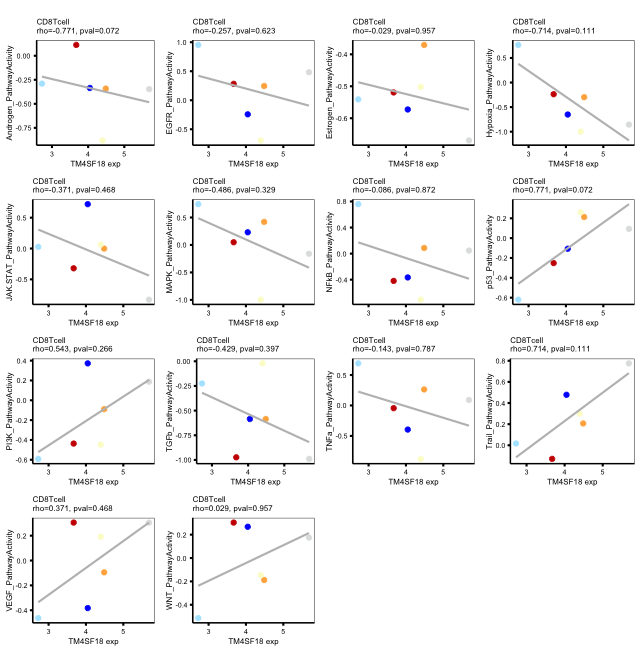 CD8Tcell
rho=-0.771, pval=0.072
Androgen_PathwayActivity
0.00
-0.25
-0.50
-0.75
3 4 5
TM4SF18 exp
CD8Tcell
rho=-0.257, pval=0.623
EGFR_PathwayActivity
1.0
0.5
0.0
-0.5
3 4 5
TM4SF18 exp
CD8Tcell
rho=-0.029, pval=0.957
Estrogen_PathwayActivity
-0.4
-0.5
-0.6
3 4 5
TM4SF18 exp
CD8Tcell
rho=-0.714, pval=0.111
Hypoxia_PathwayActivity
0.5
0.0
-0.5
-1.0
3 4 5
TM4SF18 exp
CD8Tcell
rho=-0.371, pval=0.468
JAK.STAT_PathwayActivity
0.5
0.0
-0.5
3 4 5
TM4SF18 exp
CD8Tcell
rho=-0.486, pval=0.329
MAPK_PathwayActivity
0.5
0.0
-0.5
-1.0
3 4 5
TM4SF18 exp
CD8Tcell
rho=-0.086, pval=0.872
NFkB_PathwayActivity
0.8
0.4
0.0
-0.4
3 4 5
TM4SF18 exp
CD8Tcell
rho=0.771, pval=0.072
p53_PathwayActivity
0.2
0.0
-0.2
-0.4
-0.6
3 4 5
TM4SF18 exp
CD8Tcell
rho=0.543, pval=0.266
PI3K_PathwayActivity
0.4
0.2
0.0
-0.2
-0.4
-0.6
3 4 5
TM4SF18 exp
CD8Tcell
rho=-0.429, pval=0.397
TGFb_PathwayActivity
0.00
-0.25
-0.50
-0.75
-1.00
3 4 5
TM4SF18 exp
CD8Tcell
rho=-0.143, pval=0.787
TNFa_PathwayActivity
0.5
0.0
-0.5
3 4 5
TM4SF18 exp
CD8Tcell
rho=0.714, pval=0.111
Trail_PathwayActivity
0.8
0.6
0.4
0.2
0.0
3 4 5
TM4SF18 exp
CD8Tcell
rho=0.371, pval=0.468
VEGF_PathwayActivity
0.2
0.0
-0.2
-0.4
3 4 5
TM4SF18 exp
CD8Tcell
rho=0.029, pval=0.957
WNT_PathwayActivity
0.2
0.0
-0.2
-0.4
3 4 5
TM4SF18 exp